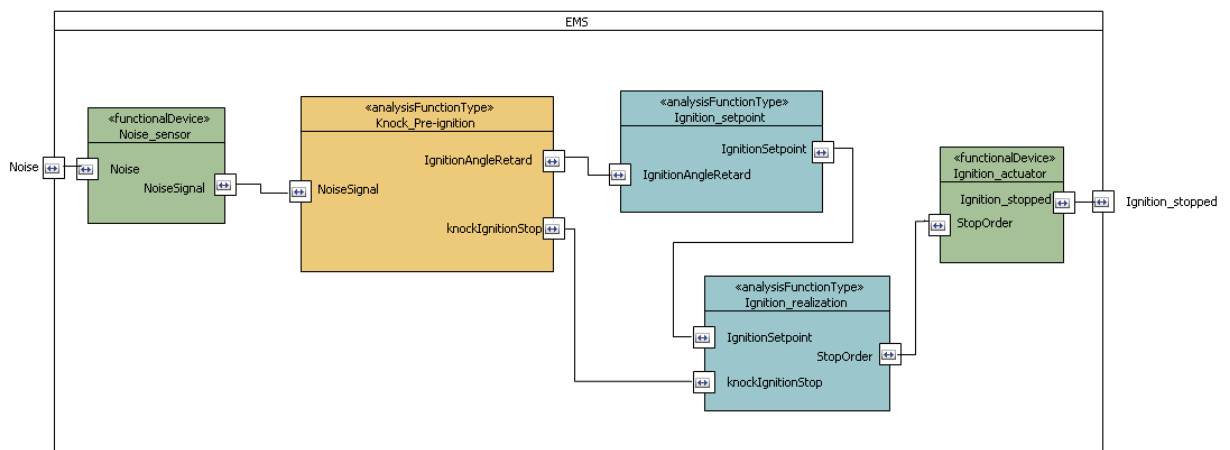 EMS
Noise
«functionalDevice»
Noise_sensor
Noise
NoiseSignal
«analysisFunctionType»
Knock_Pre-ignition
IgnitionAngleRetard
NoiseSignal
knockIgnitionStop
«analysisFunctionType»
Ignition_setpoint
IgnitionSetpoint
IgnitionAngleRetard
«analysisFunctionType»
Ignition_realization
IgnitionSetpoint
StopOrder
knockIgnitionStop
«functionalDevice»
Ignition_actuator
Ignition_stopped
StopOrder
Ignition_stopped